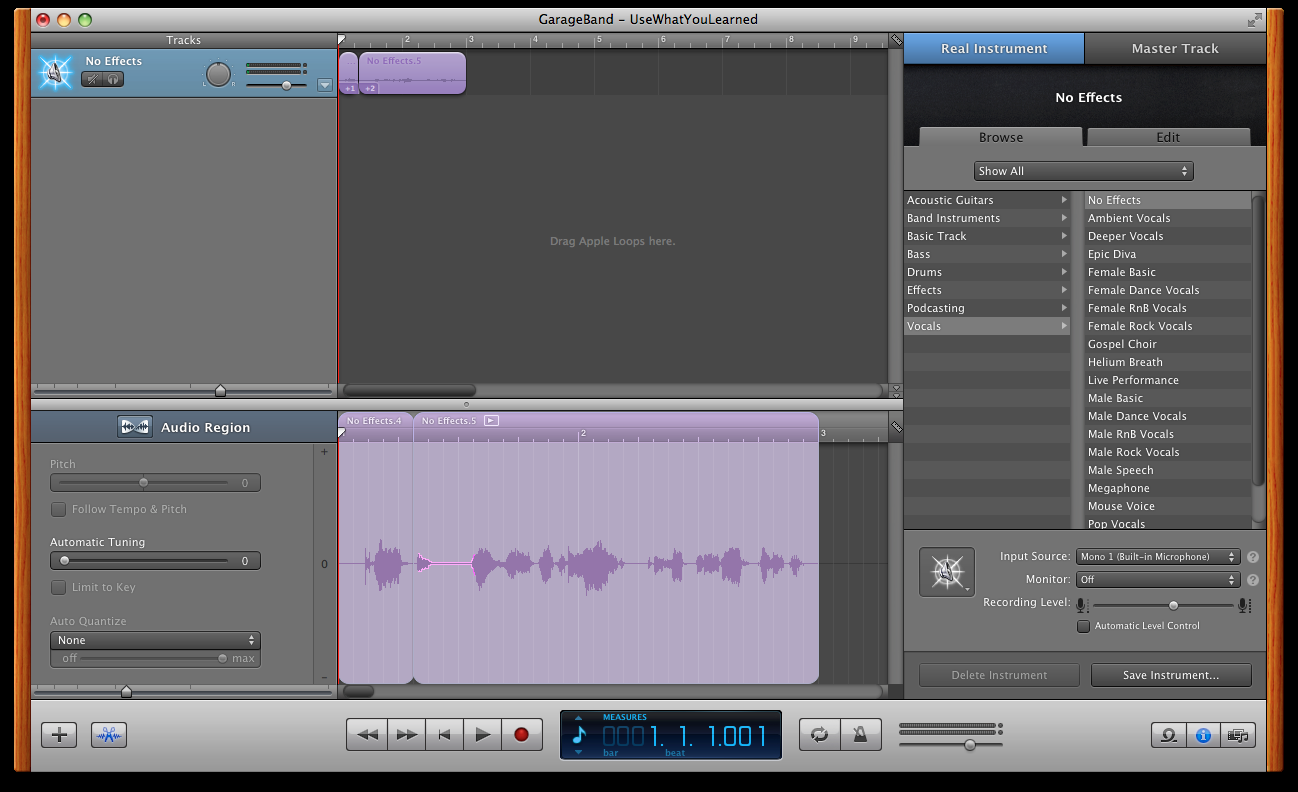 GarageBand – UseWhatYouLearned
Tracks
2 3 4 5 6 7 8 9
Real Instrument
Master Track
No Effects
L R
No Effects.5
+1 +2
No Effects
Browse
Edit
Show All
Acoustic Guitars
Band Instruments
Basic Track
Bass
Drums
Effects
Podcasting
Vocals
No Effects
Ambient Vocals
Deeper Vocals
Epic Diva
Female Basic
Female Dance Vocals
Female RnB Vocals
Female Rock Vocals
Gospel Choir
Helium Breath
Live Performance
Male Basic
Male Dance Vocals
Male RnB Vocals
Male Rock Vocals
Male Speech
Megaphone
Mouse Voice
Pop Vocals
Drag Apple Loops here.
Audio Region
No Effects.4
No Effects.5
2 3
Pitch
0
Follow Tempo & Pitch
Automatic Tuning
0
Limit to Key
Auto Quantize
None
off max
+
0
-
Input Source: Mono 1 (Built-in Microphone) ?
Monitor: Off ?
Recording Level:
Automatic Level Control
Delete Instrument
Save Instrument...
MEASURES
0001. 1. 1.001
bar beat